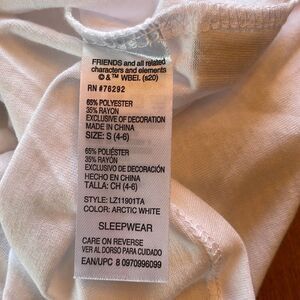 FRIENDS and all related
characters and elements
© & ™ WBEI. (s20)
RN #76292
65% POLYESTER
35% RAYON
EXCLUSIVE OF DECORATION
MADE IN CHINA
SIZE: S (4-6)
65% POLIÉSTER
35% RAYÓN
EXCLUSIVO DE DECORACIÓN
HECHO EN CHINA
TALLA: CH (4-6)
STYLE: LZ11901TA
COLOR: ARCTIC WHITE
SLEEPWEAR
CARE ON REVERSE
VER AL DORSO PARA CUIDADO
EAN/UPC 8 0970996099